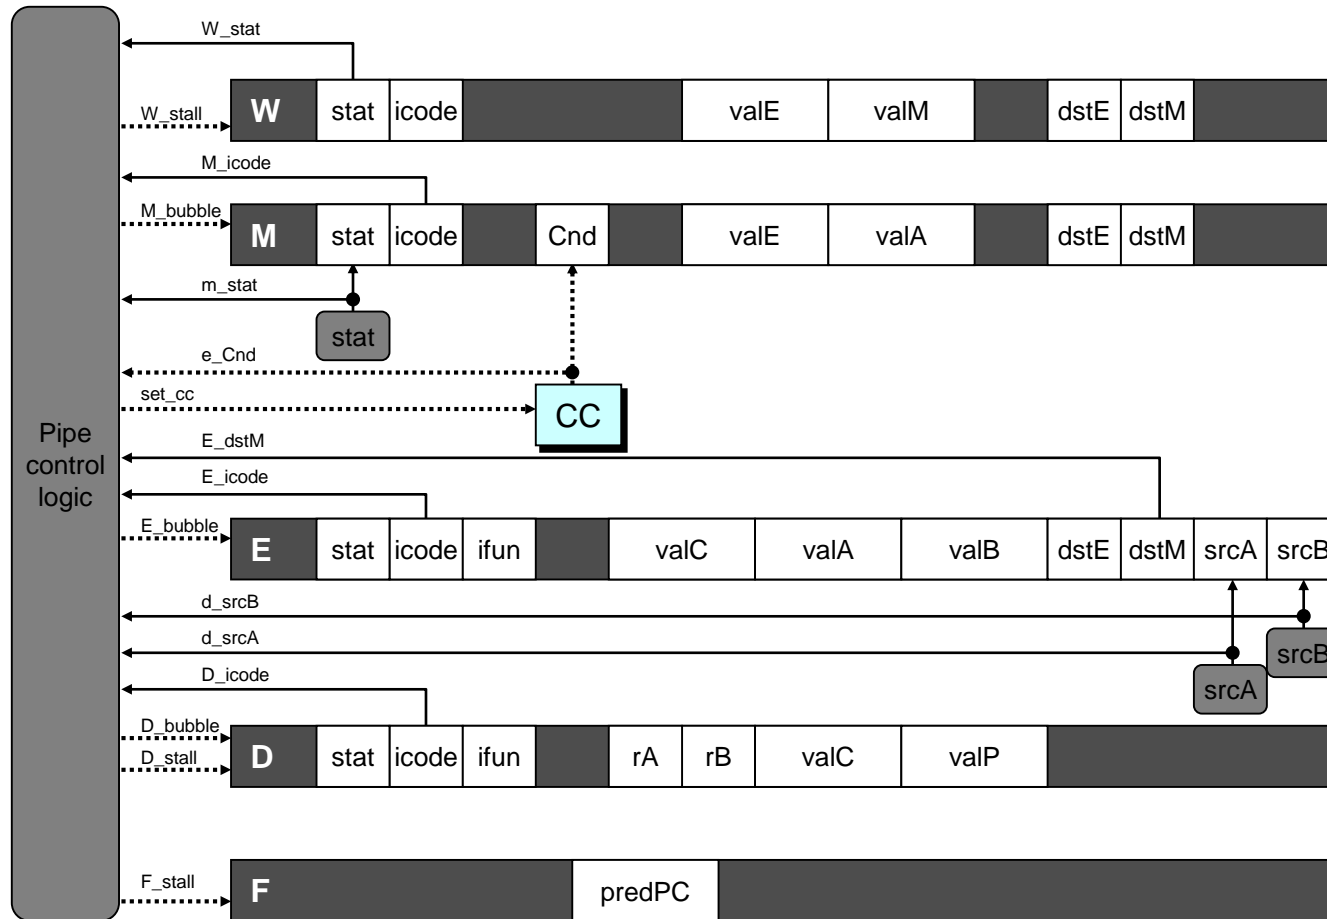 W_stat
W_stall
W stat icode valE valM dstE dstM
M_icode
M_bubble
M stat icode Cnd valE valA dstE dstM
m_stat
stat
e_Cnd
set_cc
CC
Pipe
control
logic
E_dstM
E_icode
E_bubble
E stat icode ifun valC valA valB dstE dstM srcA srcB
d_srcB
d_srcA
srcB
srcA
D_icode
D_bubble
D_stall
D stat icode ifun rA rB valC valP
F_stall
F predPC